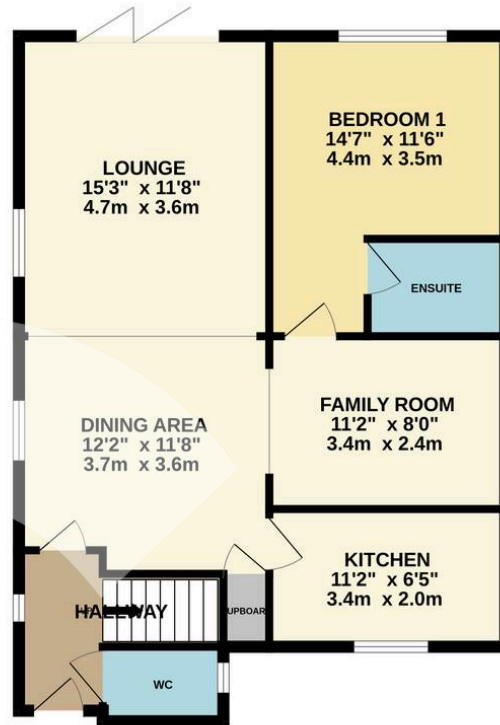 LOUNGE
15'3" x 11'8"
4.7m x 3.6m
BEDROOM 1
14'7" x 11'6"
4.4m x 3.5m
ENSUITE
DINING AREA
12'2" x 11'8"
3.7m x 3.6m
FAMILY ROOM
11'2" x 8'0"
3.4m x 2.4m
KITCHEN
11'2" x 6'5"
3.4m x 2.0m
HALLWAY
UPBOAR
WC